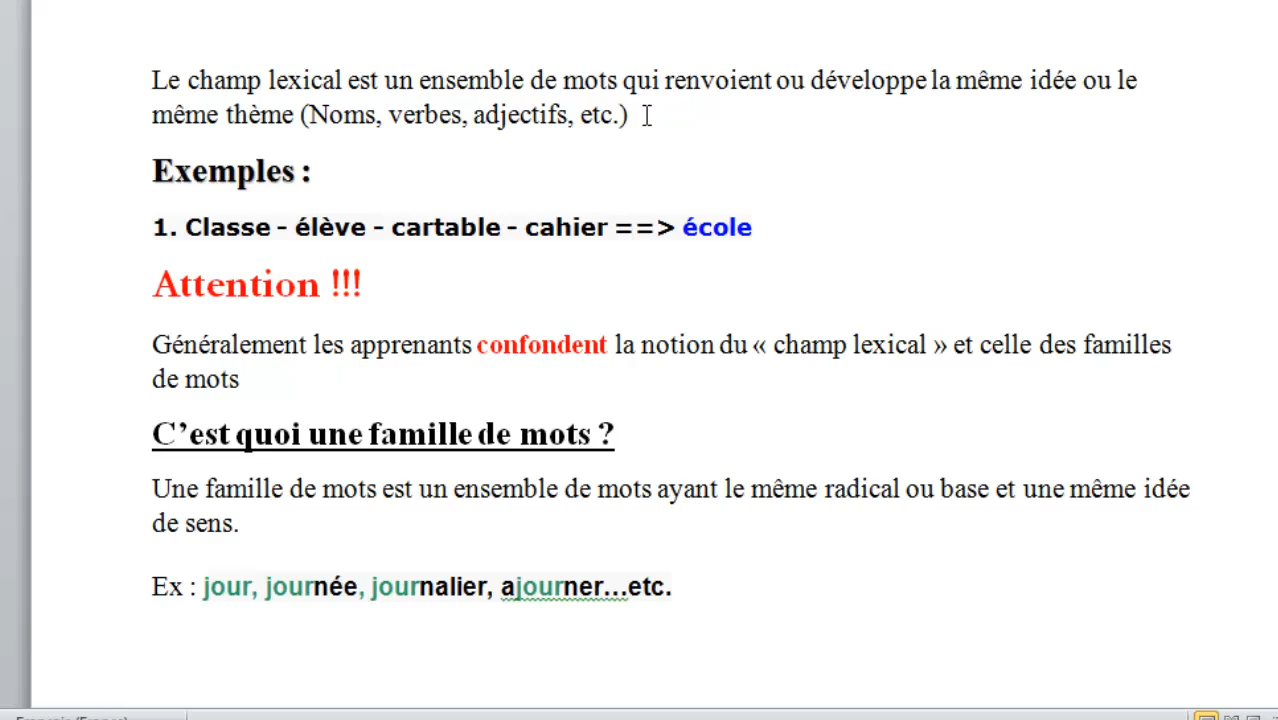 Le champ lexical est un ensemble de mots qui renvoient ou développe la même idée ou le
même thème (Noms, verbes, adjectifs, etc.)
Exemples :
1. Classe - élève - cartable - cahier ==> école
Attention !!!
Généralement les apprenants confondent la notion du « champ lexical » et celle des familles
de mots
C’est quoi une famille de mots ?
Une famille de mots est un ensemble de mots ayant le même radical ou base et une même idée
de sens.
Ex : jour, journée, journalier, ajourner...etc.